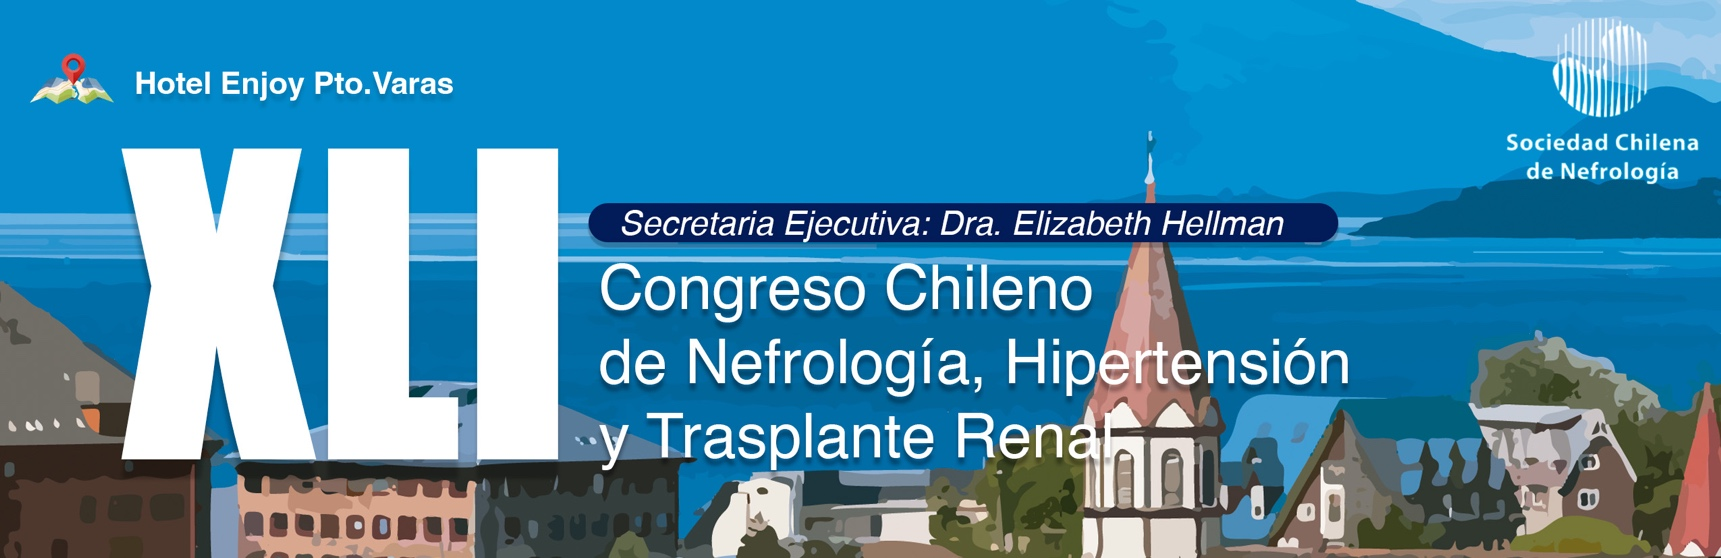 Hotel Enjoy Pto.Varas
Sociedad Chilena
de Nefrología
XLI
Secretaria Ejecutiva: Dra. Elizabeth Hellman
Congreso Chileno
de Nefrología, Hipertensión
y Trasplante Renal